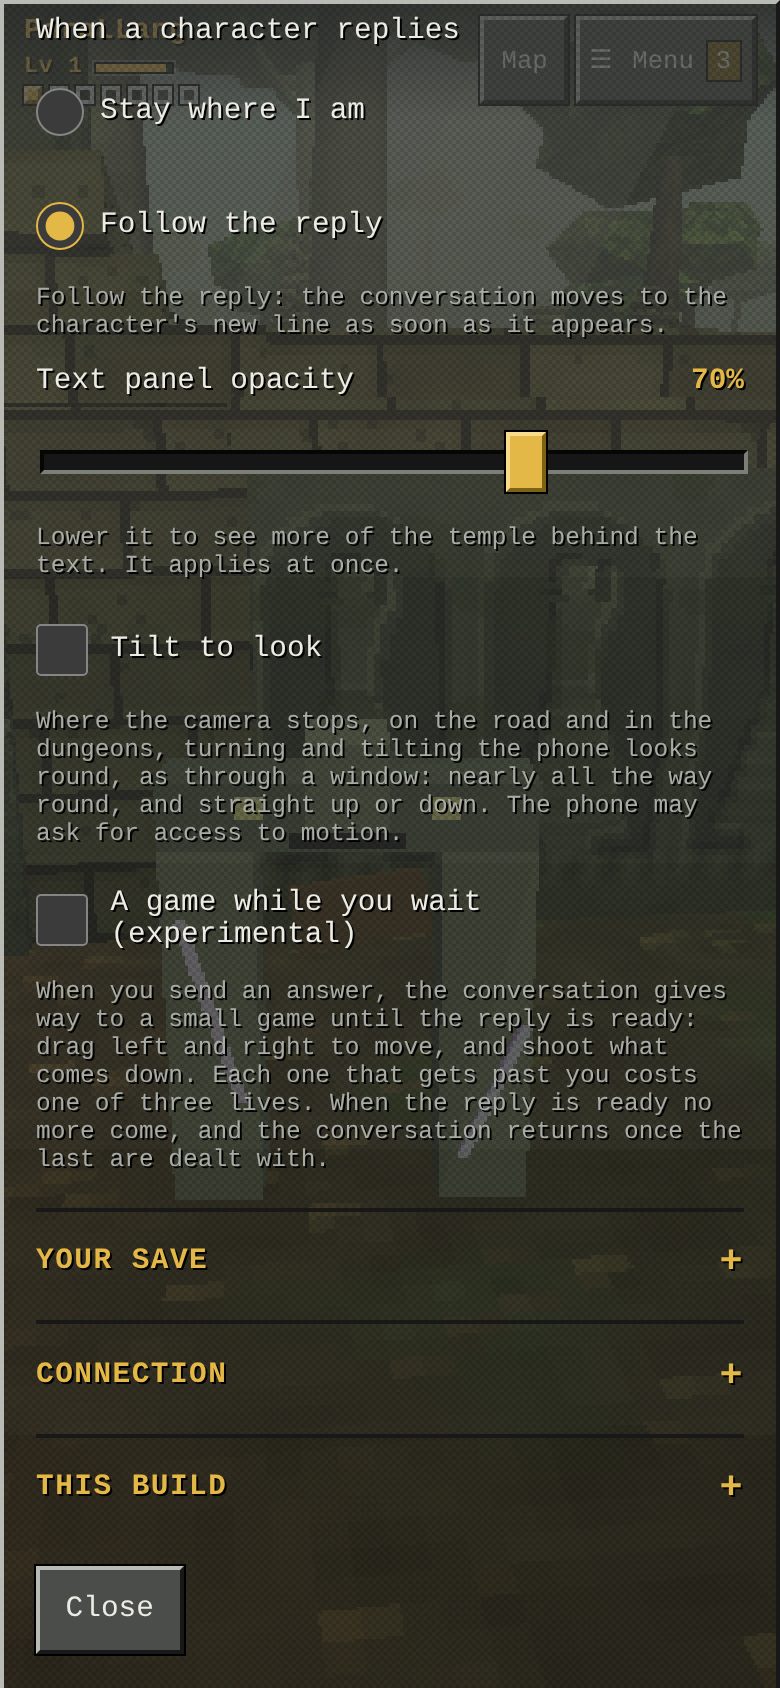 When a character replies
Lv 1
Map
☰ Menu 3
Stay where I am
Follow the reply
Follow the reply: the conversation moves to the
character's new line as soon as it appears.
Text panel opacity 70%
Lower it to see more of the temple behind the
text. It applies at once.
Tilt to look
Where the camera stops, on the road and in the
dungeons, turning and tilting the phone looks
round, as through a window: nearly all the way
round, and straight up or down. The phone may
ask for access to motion.
A game while you wait
(experimental)
When you send an answer, the conversation gives
way to a small game until the reply is ready:
drag left and right to move, and shoot what
comes down. Each one that gets past you costs
one of three lives. When the reply is ready no
more come, and the conversation returns once the
last are dealt with.
YOUR SAVE +
CONNECTION +
THIS BUILD +
Close